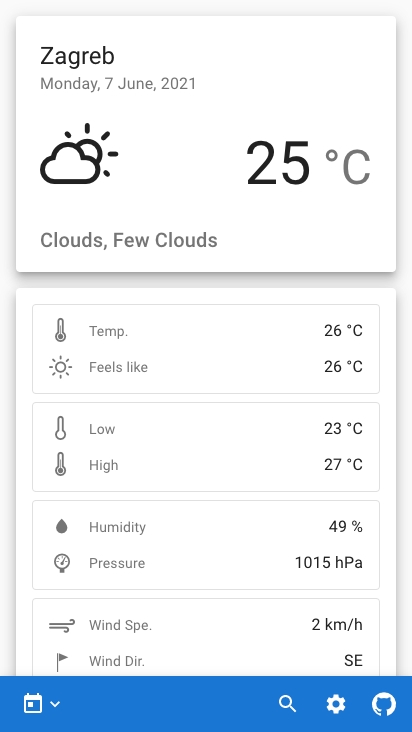 Zagreb
Monday, 7 June, 2021
25 °C
Clouds, Few Clouds
Temp. 26 °C
Feels like 26 °C
Low 23 °C
High 27 °C
Humidity 49 %
Pressure 1015 hPa
Wind Spe. 2 km/h
Wind Dir. SE